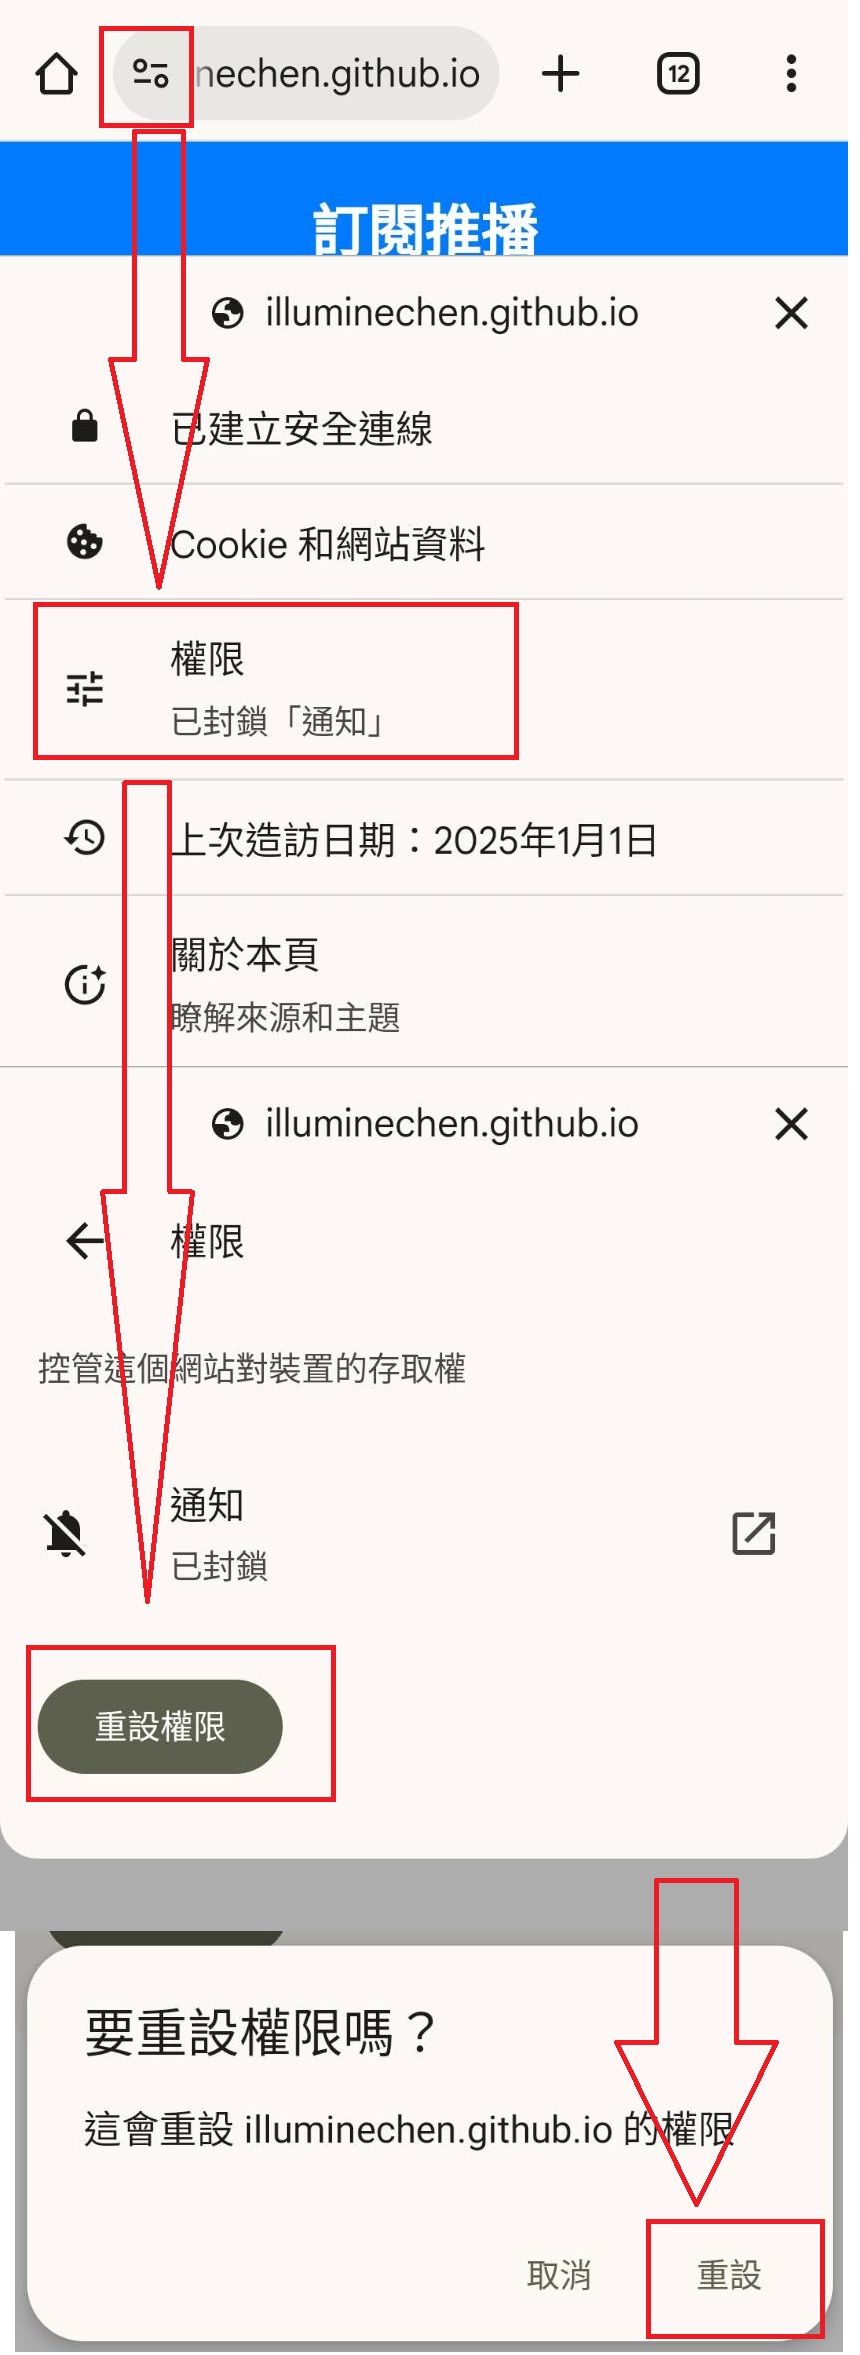 nechen.github.io
12
訂閱推播
illuminechen.github.io
已建立安全連線
Cookie 和網站資料
權限
已封鎖「通知」
上次造訪日期：2025年1月1日
關於本頁
瞭解來源和主題
illuminechen.github.io
權限
控管這個網站對裝置的存取權
通知
已封鎖
重設權限
要重設權限嗎？
這會重設 illuminechen.github.io 的權限
取消
重設